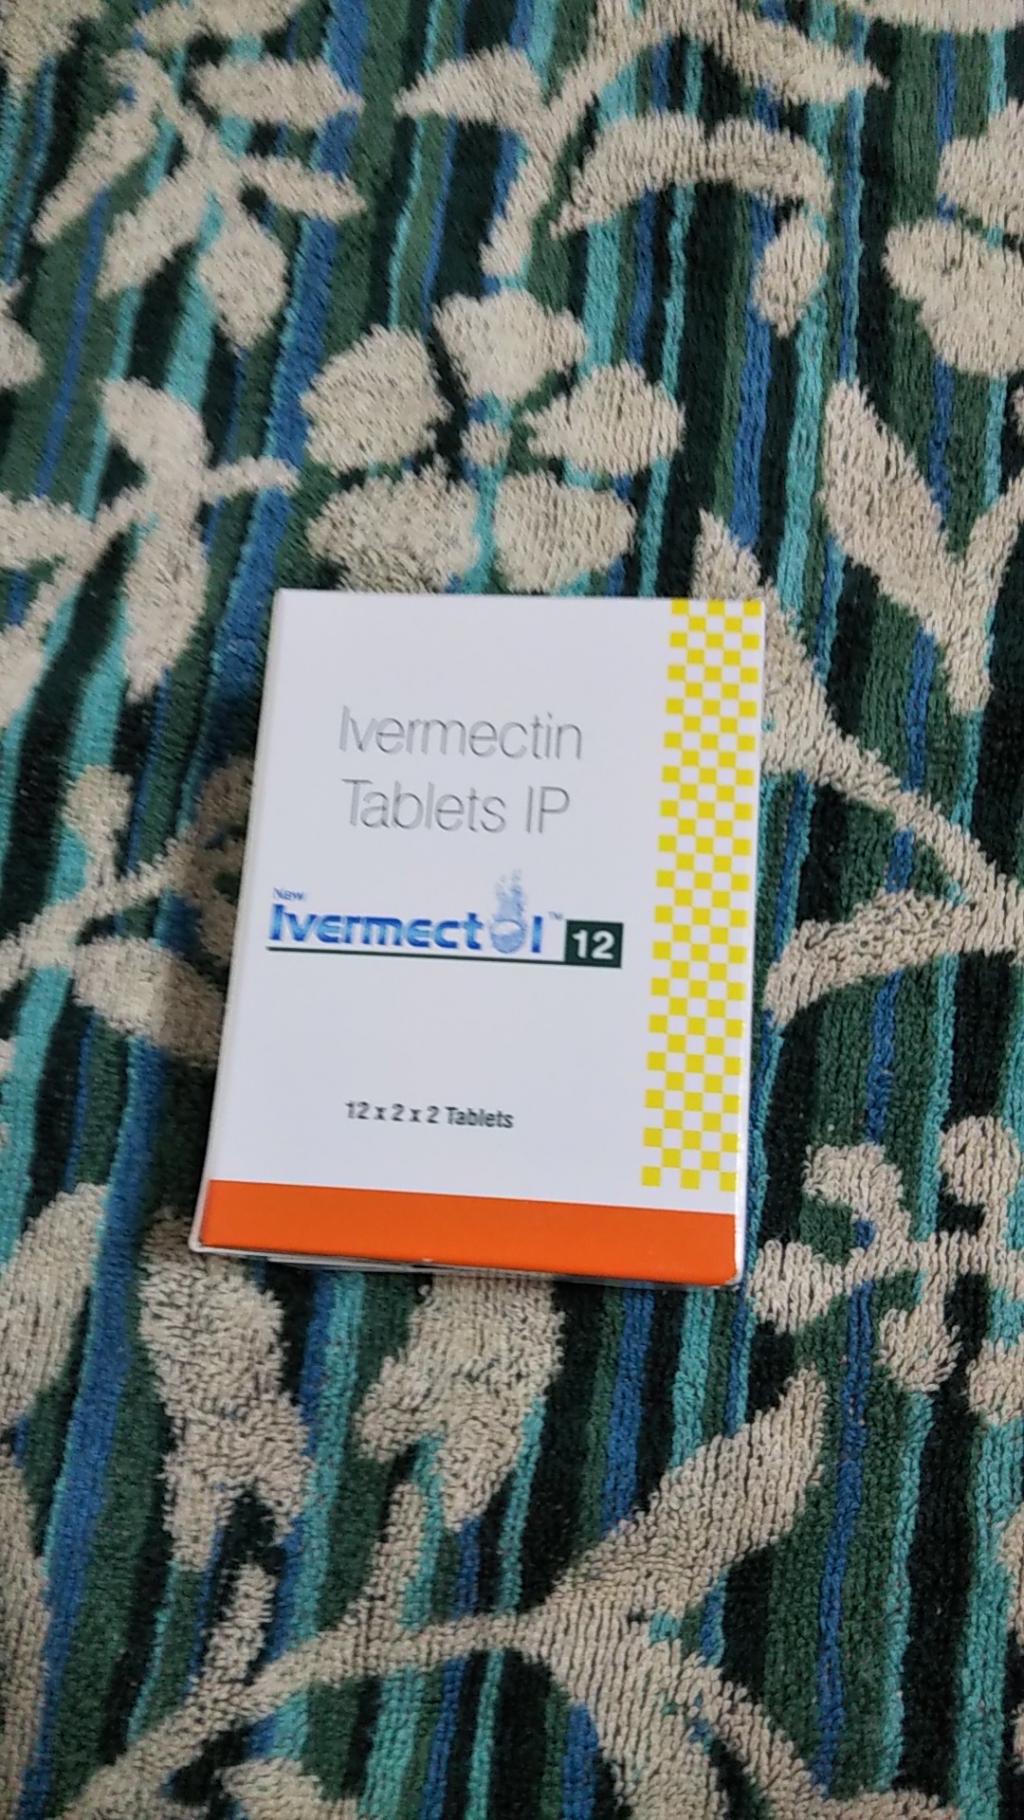 Ivermectin
Tablets IP
New
Ivermectol™ 12
12 x 2 x 2 Tablets